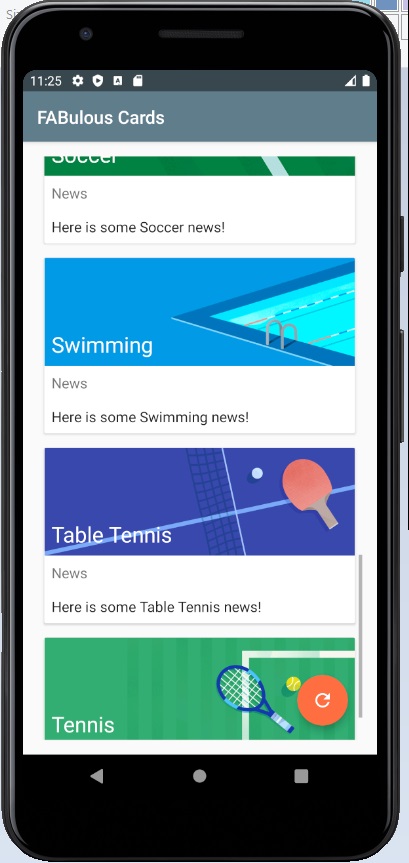 11:25
FABulous Cards
Soccer
News
Here is some Soccer news!
Swimming
News
Here is some Swimming news!
Table Tennis
News
Here is some Table Tennis news!
Tennis